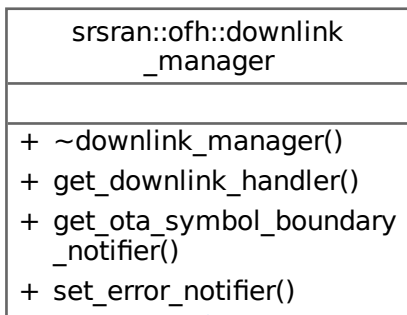 srsran::ofh::downlink
_manager
+ ~downlink_manager()
+ get_downlink_handler()
+ get_ota_symbol_boundary
_notifier()
+ set_error_notifier()